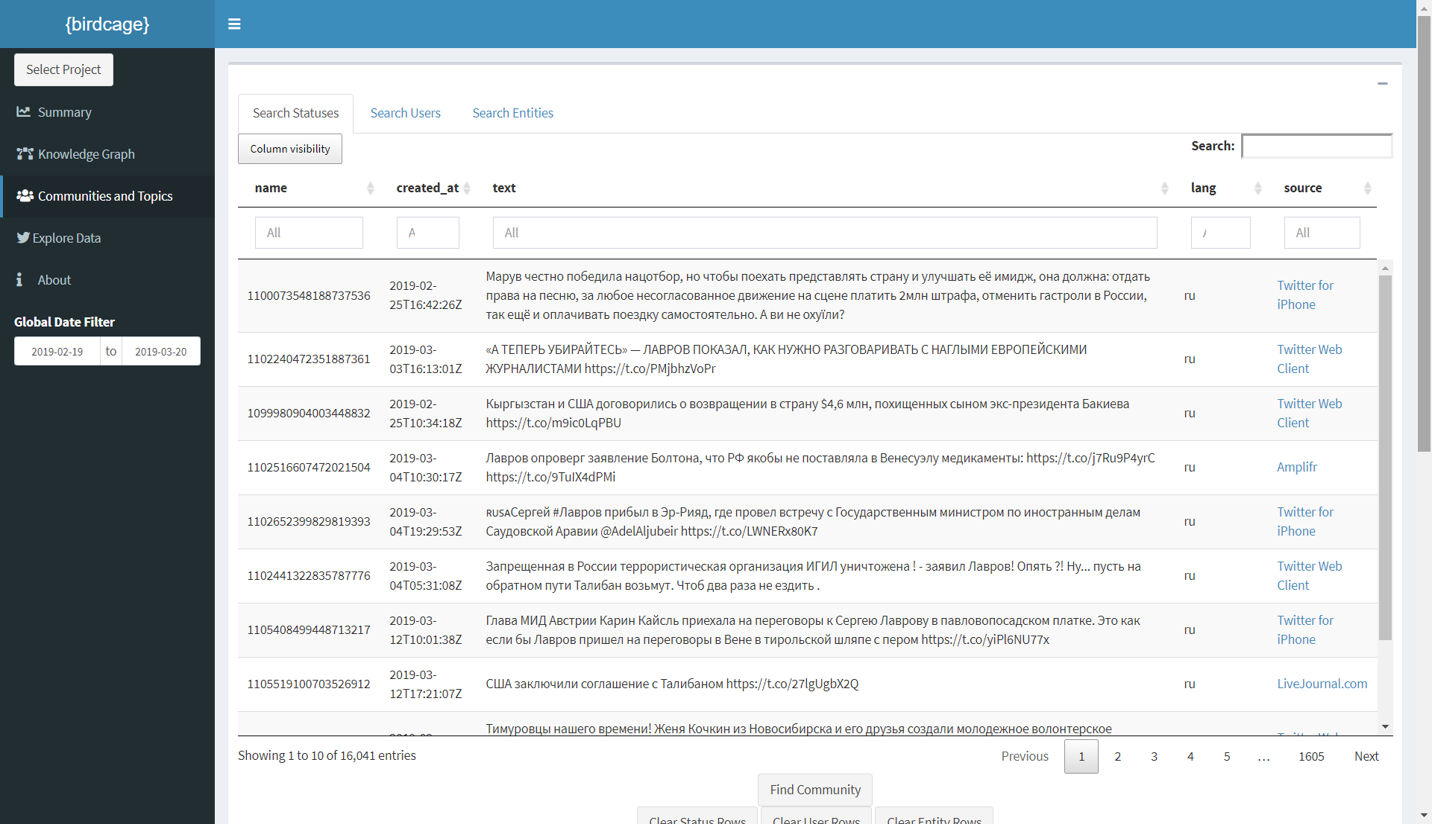 {birdcage}
Select Project
Summary
Knowledge Graph
Communities and Topics
Explore Data
About
Global Date Filter
2019-02-19 to 2019-03-20
Search Statuses Search Users Search Entities
Column visibility
Search:
name created_at text lang source
All A All All
1100073548188737536
2019-02-
25T16:42:26Z
Марув честно победила нацотбор, но чтобы поехать представлять страну и улучшать её имидж, она должна: отдать
права на песню, за любое несогласованное движение на сцене платить 2млн штрафа, отменить гастроли в России,
так ещё и оплачивать поездку самостоятельно. А ви не охуїли?
ru
Twitter for
iPhone
1102240472351887361
2019-03-
03T16:13:01Z
«А ТЕПЕРЬ УБИРАЙТЕСЬ» — ЛАВРОВ ПОКАЗАЛ, КАК НУЖНО РАЗГОВАРИВАТЬ С НАГЛЫМИ ЕВРОПЕЙСКИМИ
ЖУРНАЛИСТАМИ https://t.co/PMjbhzVoPr
ru
Twitter Web
Client
1099980904003448832
2019-02-
25T10:34:18Z
Кыргызстан и США договорились о возвращении в страну $4,6 млн, похищенных сыном экс-президента Бакиева
https://t.co/m9ic0LqPBU
ru
Twitter Web
Client
1102516607472021504
2019-03-
04T10:30:17Z
Лавров опроверг заявление Болтона, что РФ якобы не поставляла в Венесуэлу медикаменты: https://t.co/j7Ru9P4yrC
https://t.co/9TuIX4dPMi
ru
Amplifr
1102652399829819393
2019-03-
04T19:29:53Z
ʀᴜsᴀСергей #Лавров прибыл в Эр-Рияд, где провел встречу с Государственным министром по иностранным делам
Саудовской Аравии @AdelAljubeir https://t.co/LWNERx80K7
ru
Twitter for
iPhone
1102441322835787776
2019-03-
04T05:31:08Z
Запрещенная в России террористическая организация ИГИЛ уничтожена ! - заявил Лавров! Опять ?! Ну... пусть на
обратном пути Талибан возьмут. Чтоб два раза не ездить .
ru
Twitter Web
Client
1105408499448713217
2019-03-
12T10:01:38Z
Глава МИД Австрии Карин Кайсль приехала на переговоры к Сергею Лаврову в павловопосадском платке. Это как
если бы Лавров пришел на переговоры в Вене в тирольской шляпе с пером https://t.co/yiPl6NU77x
ru
Twitter for
iPhone
1105519100703526912
2019-03-
12T17:21:07Z
США заключили соглашение с Талибаном https://t.co/27lgUgbX2Q
ru
LiveJournal.com
Тимуровцы нашего времени! Женя Кочкин из Новосибирска и его друзья создали молодежное волонтерское
Showing 1 to 10 of 16,041 entries
Previous 1 2 3 4 5 … 1605 Next
Find Community
Clear Status Rows Clear User Rows Clear Entity Rows